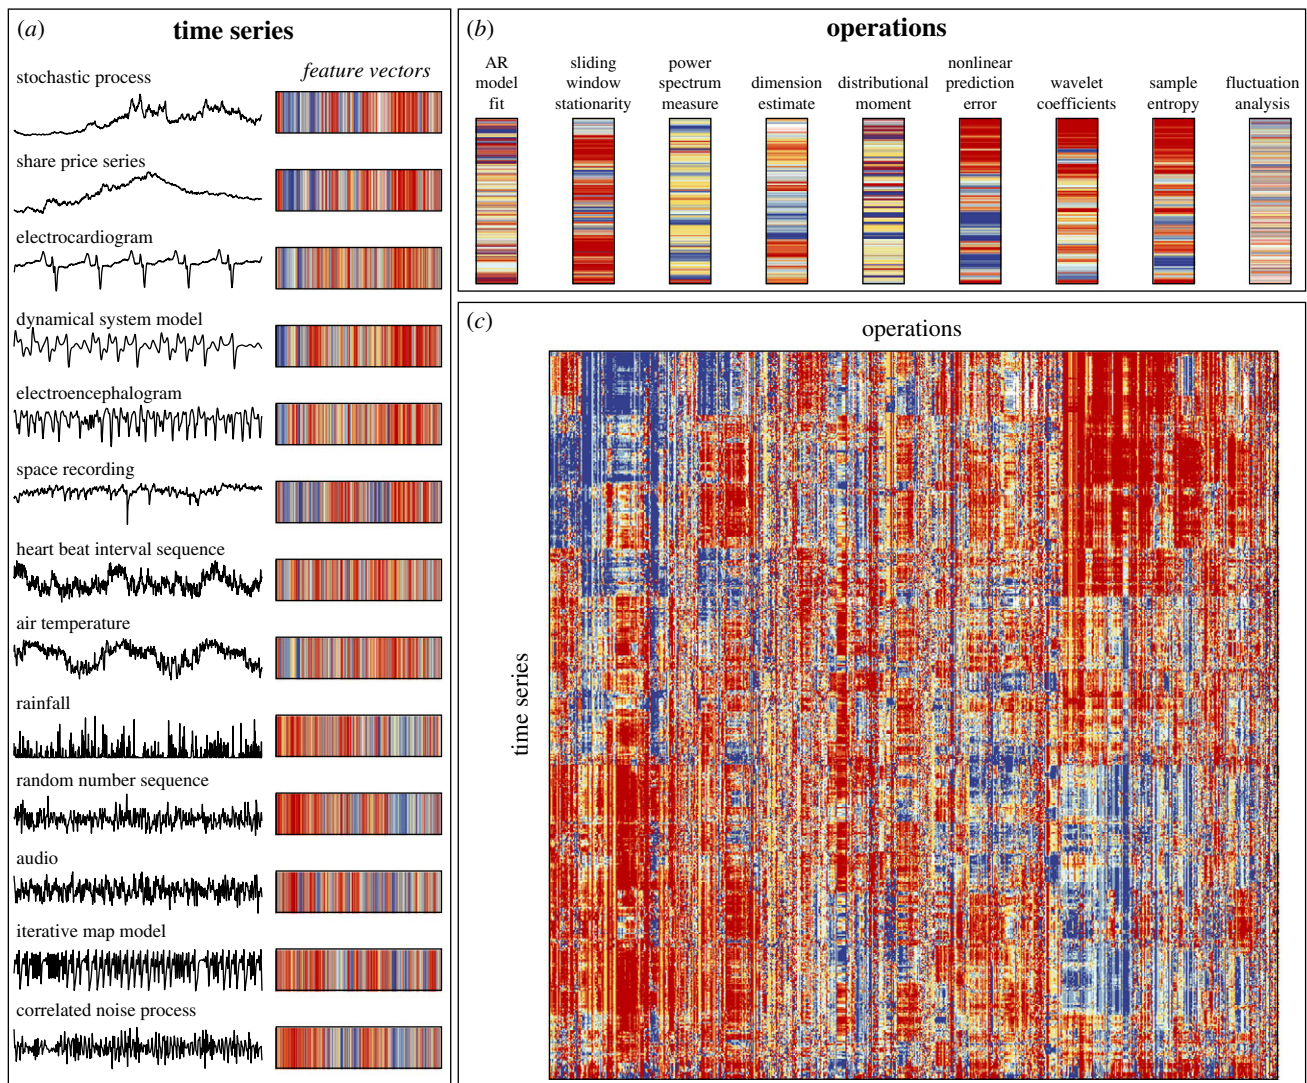 (a)
time series
feature vectors
stochastic process
share price series
electrocardiogram
dynamical system model
electroencephalogram
space recording
heart beat interval sequence
air temperature
rainfall
random number sequence
audio
iterative map model
correlated noise process
(b)
operations
AR
model
fit
sliding
window
stationarity
power
spectrum
measure
dimension
estimate
distributional
moment
nonlinear
prediction
error
wavelet
coefficients
sample
entropy
fluctuation
analysis
(c)
operations
time series